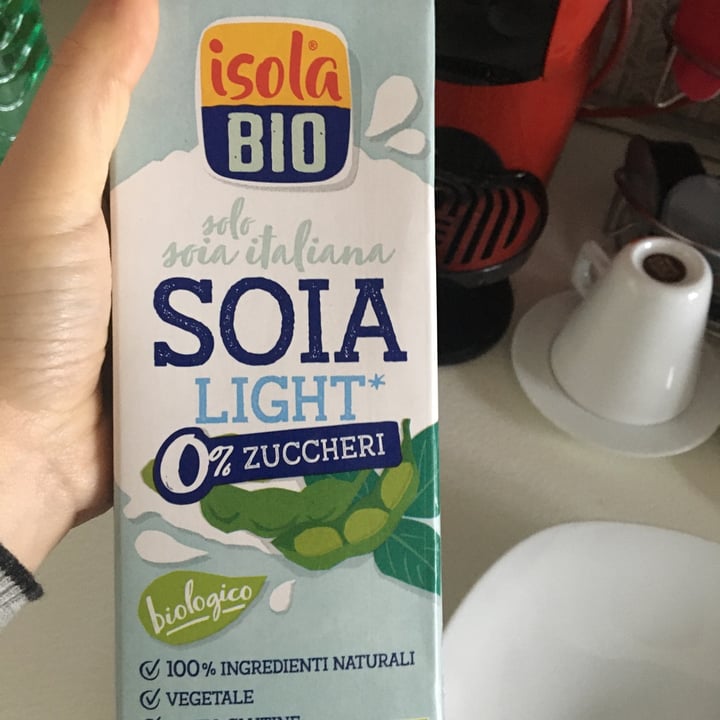 isola®
BIO
solo
soia italiana
SOIA
LIGHT*
0% ZUCCHERI
biologico
100% INGREDIENTI NATURALI
VEGETALE